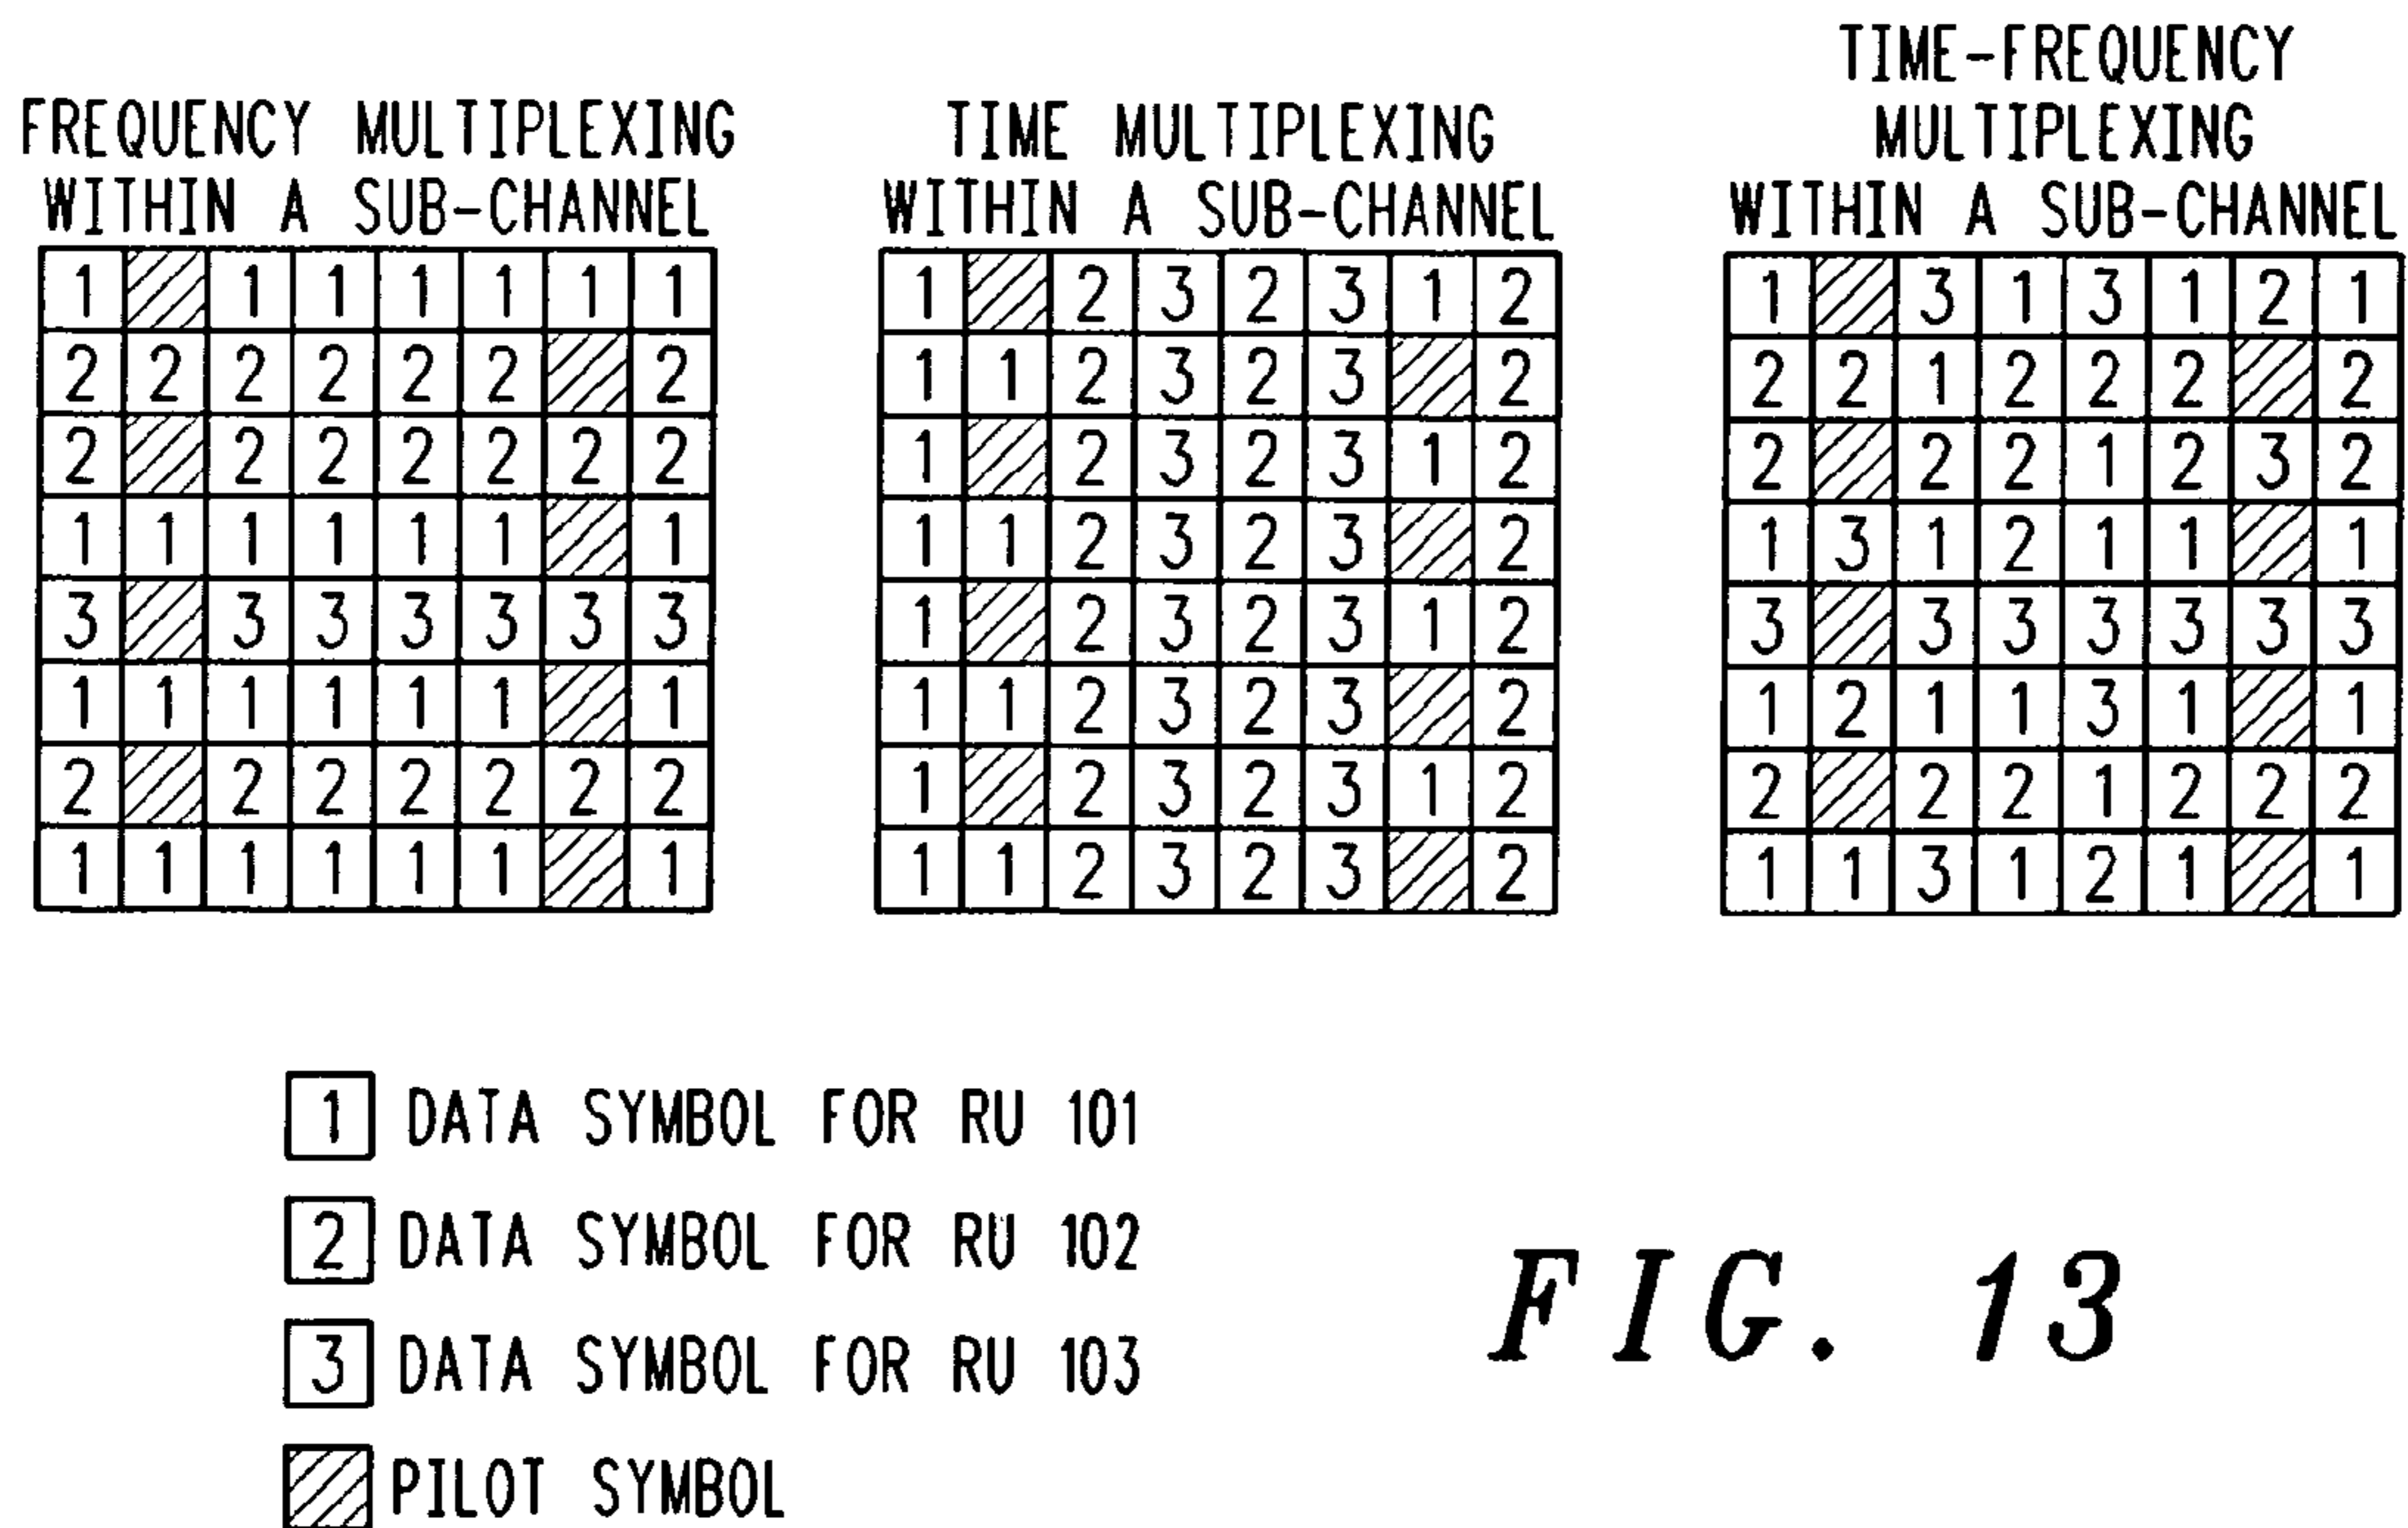 FREQUENCY MULTIPLEXING
WITHIN A SUB-CHANNEL
1 1 1 1 1 1 1
2 2 2 2 2 2 2
2 2 2 2 2 2 2
1 1 1 1 1 1 1
3 3 3 3 3 3 3
1 1 1 1 1 1 1
2 2 2 2 2 2 2
1 1 1 1 1 1 1
TIME MULTIPLEXING
WITHIN A SUB-CHANNEL
1 2 3 2 3 1 2
1 1 2 3 2 3 2
1 2 3 2 3 1 2
1 1 2 3 2 3 2
1 2 3 2 3 1 2
1 1 2 3 2 3 2
1 2 3 2 3 1 2
1 1 2 3 2 3 2
TIME-FREQUENCY
MULTIPLEXING
WITHIN A SUB-CHANNEL
1 3 1 3 1 2 1
2 2 1 2 2 2 2
2 2 2 1 2 3 2
1 3 1 2 1 1 1
3 3 3 3 3 3 3
1 2 1 1 3 1 1
2 2 2 1 2 2 2
1 1 3 1 2 1 1
1 DATA SYMBOL FOR RU 101
2 DATA SYMBOL FOR RU 102
3 DATA SYMBOL FOR RU 103
PILOT SYMBOL
FIG. 13